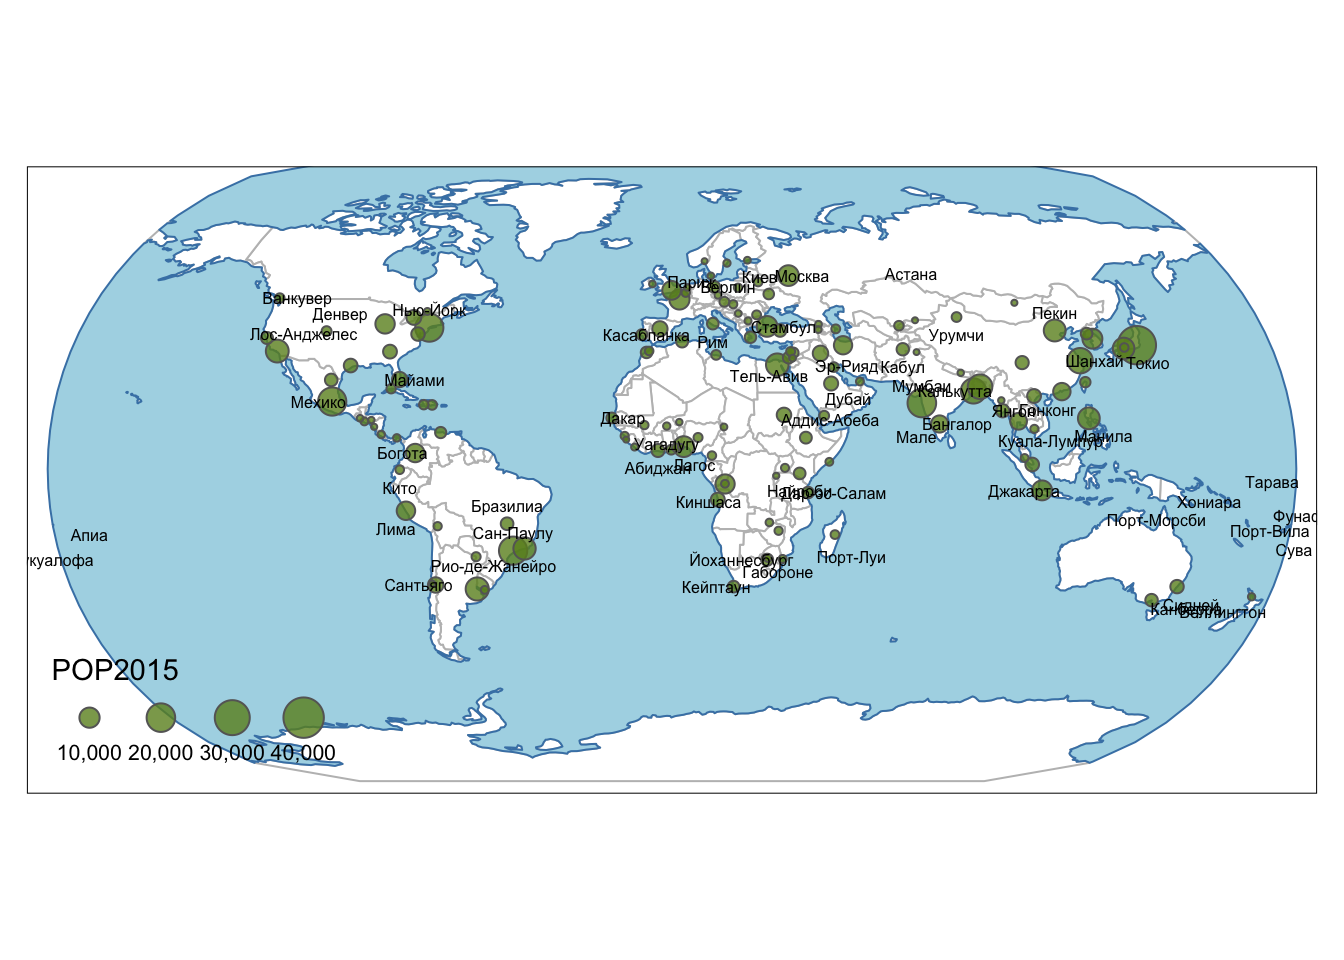 Астана
Париж
Берлин
Киев
Москва
Ванкувер
Денвер
Нью-Йорк
Пекин
Лос-Анджелес
Касабланка
Рим
Стамбул
Урумчи
Тель-Авив
Эр-Рияд
Кабул
Шанхай
Токио
Майами
Мумбаи
Калькутта
Мехико
Дубай
Янгон
Гонконг
Дакар
Аддис-Абеба
Бангалор
Мале
Куала-Лумпур
Манила
Уагадугу
Богота
Абиджан
Лагос
Кито
Киншаса
Найроби
Дар-эс-Салам
Джакарта
Тарава
Хониара
Бразилиа
Лима
Сан-Паулу
Порт-Морсби
Фунаф
Порт-Вила
Апиа
Сува
укуалофа
Рио-де-Жанейро
Йоханнесбург
Порт-Луи
Габороне
Сантьяго
Кейптаун
Канберра
Сидней
Веллингтон
POP2015
10,000 20,000 30,000 40,000